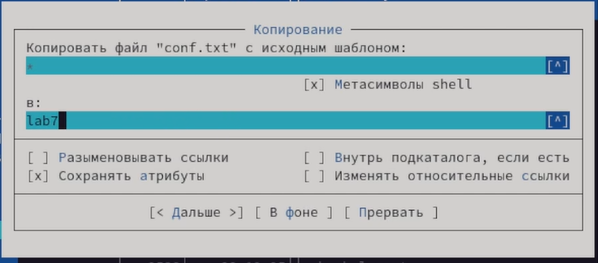 Копирование
Копировать файл "conf.txt" с исходным шаблоном:
* [^]
[x] Метасимволы shell
в:
lab7 [^]
[ ] Разыменовывать ссылки [ ] Внутрь подкаталога, если есть
[x] Сохранять атрибуты [ ] Изменять относительные ссылки
[< Дальше >] [ В фоне ] [ Прервать ]